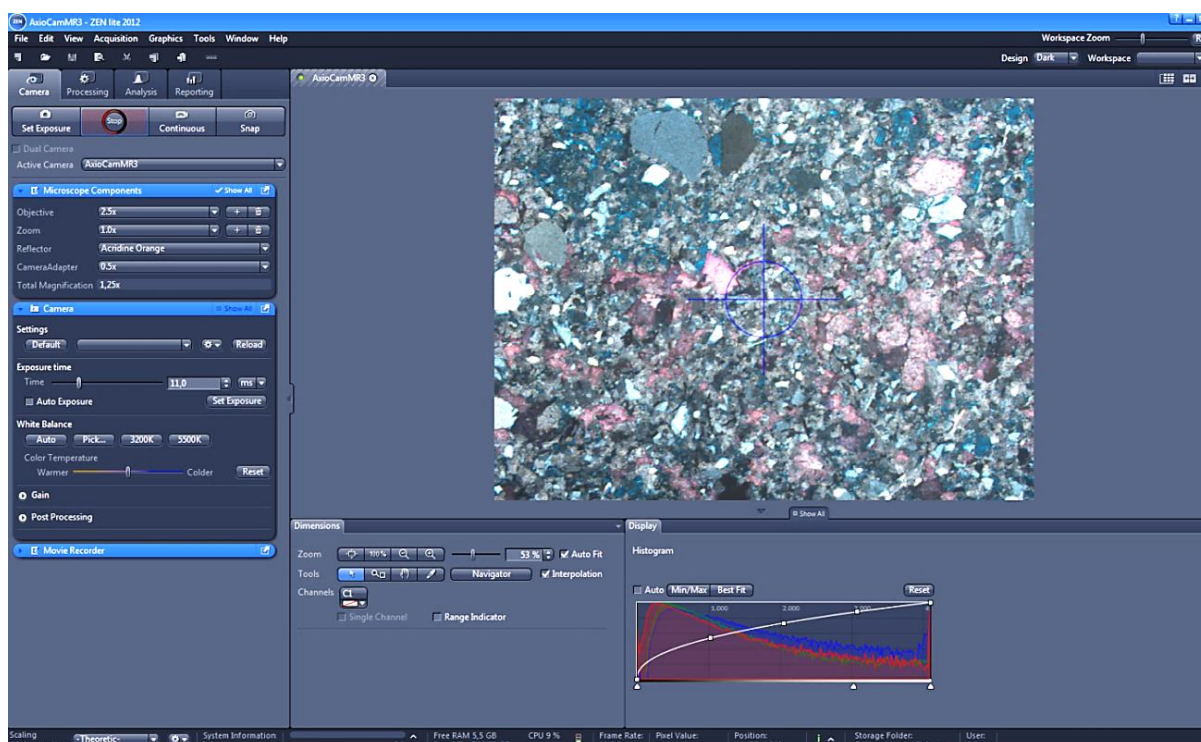 AxioCamMR3 - ZEN lite 2012
File Edit View Acquisition Graphics Tools Window Help
Workspace Zoom
Design Dark Workspace
Camera Processing Analysis Reporting
AxioCamMR3
Set Exposure Stop Continuous Snap
Dual Camera
Active Camera AxioCamMR3
Microscope Components Show All
Objective 2.5x
Zoom 1.0x
Reflector Acridine Orange
CameraAdapter 0.5x
Total Magnification 1,25x
Camera Show All
Settings
Default Reload
Exposure time
Time 11,0 ms
Auto Exposure Set Exposure
White Balance
Auto Pick... 3200K 5500K
Color Temperature
Warmer Colder Reset
Gain
Post Processing
Movie Recorder
Show All
Dimensions
Zoom 100% 53 % Auto Fit
Tools Navigator Interpolation
Channels C1
Single Channel Range Indicator
Display
Histogram
Auto Min/Max Best Fit Reset
1.000 2.000 3.000
Scaling -Theoretic- System Information Free RAM 5,5 GB CPU 9 % Frame Rate: Pixel Value: Position: Storage Folder: User: